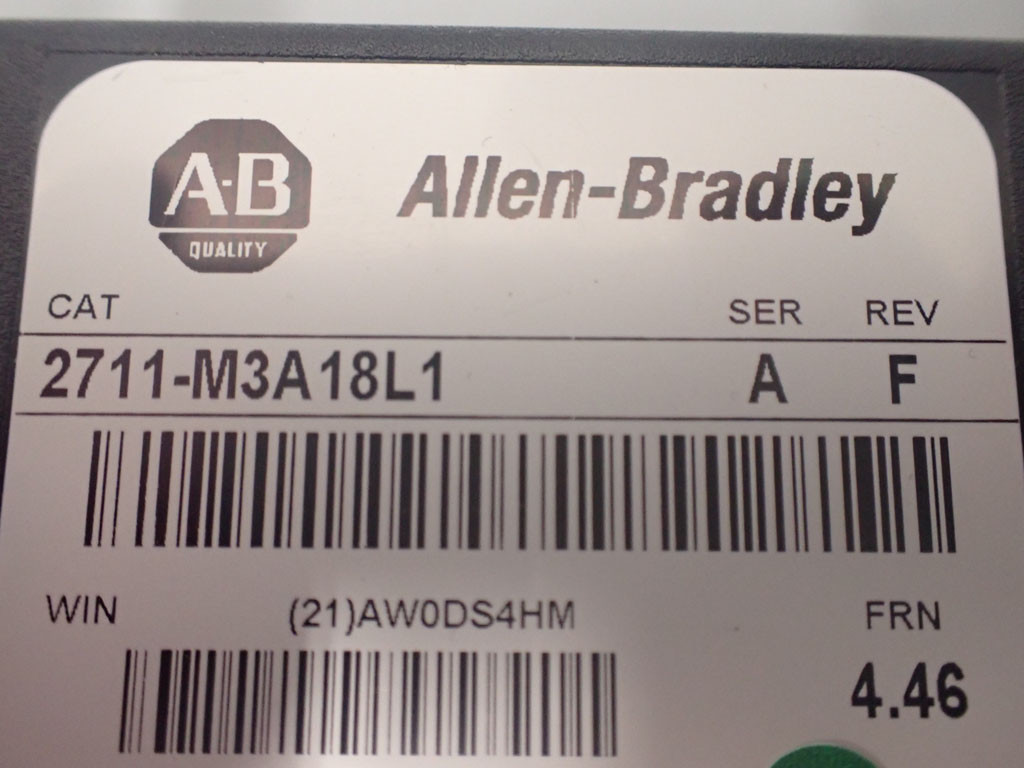 A-B
QUALITY
Allen-Bradley
CAT SER REV
2711-M3A18L1 A F
WIN (21)AW0DS4HM FRN
4.46